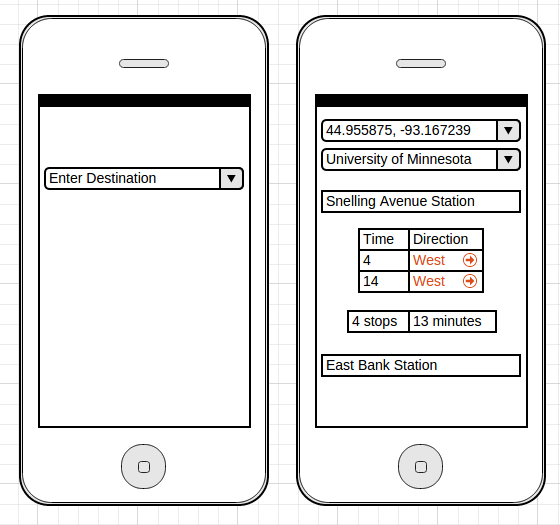 Enter Destination
44.955875, -93.167239
University of Minnesota
Snelling Avenue Station
Time Direction
4 West
14 West
4 stops 13 minutes
East Bank Station